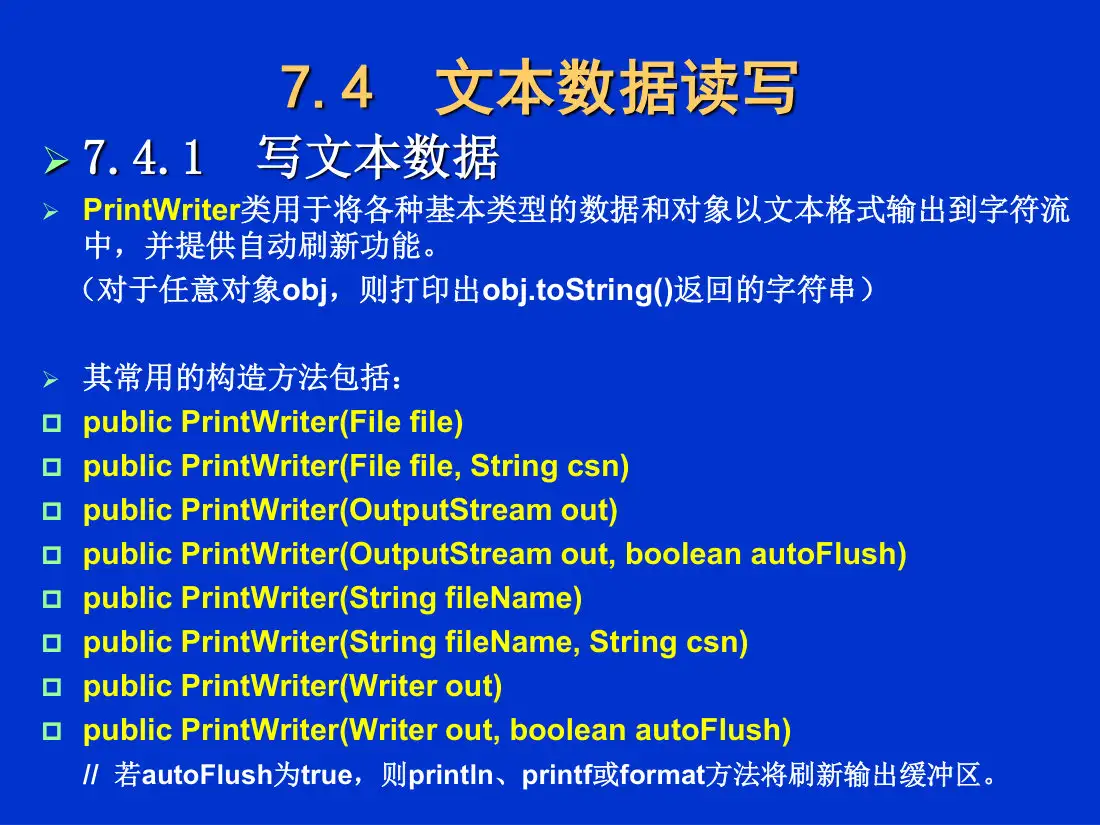 7.4 文本数据读写
7.4.1 写文本数据
PrintWriter类用于将各种基本类型的数据和对象以文本格式输出到字符流
中，并提供自动刷新功能。
（对于任意对象obj，则打印出obj.toString()返回的字符串）
其常用的构造方法包括：
public PrintWriter(File file)
public PrintWriter(File file, String csn)
public PrintWriter(OutputStream out)
public PrintWriter(OutputStream out, boolean autoFlush)
public PrintWriter(String fileName)
public PrintWriter(String fileName, String csn)
public PrintWriter(Writer out)
public PrintWriter(Writer out, boolean autoFlush)
// 若autoFlush为true，则println、printf或format方法将刷新输出缓冲区。